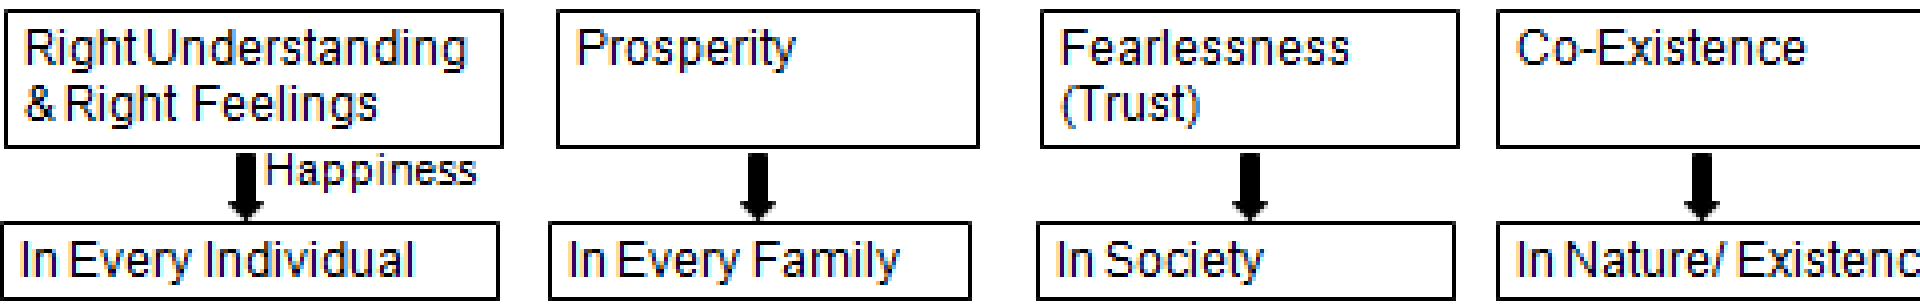 Right Understanding
& Right Feelings
Prosperity
Fearlessness
(Trust)
Co-Existence
Happiness
In Every Individual
In Every Family
In Society
In Nature/ Existenc